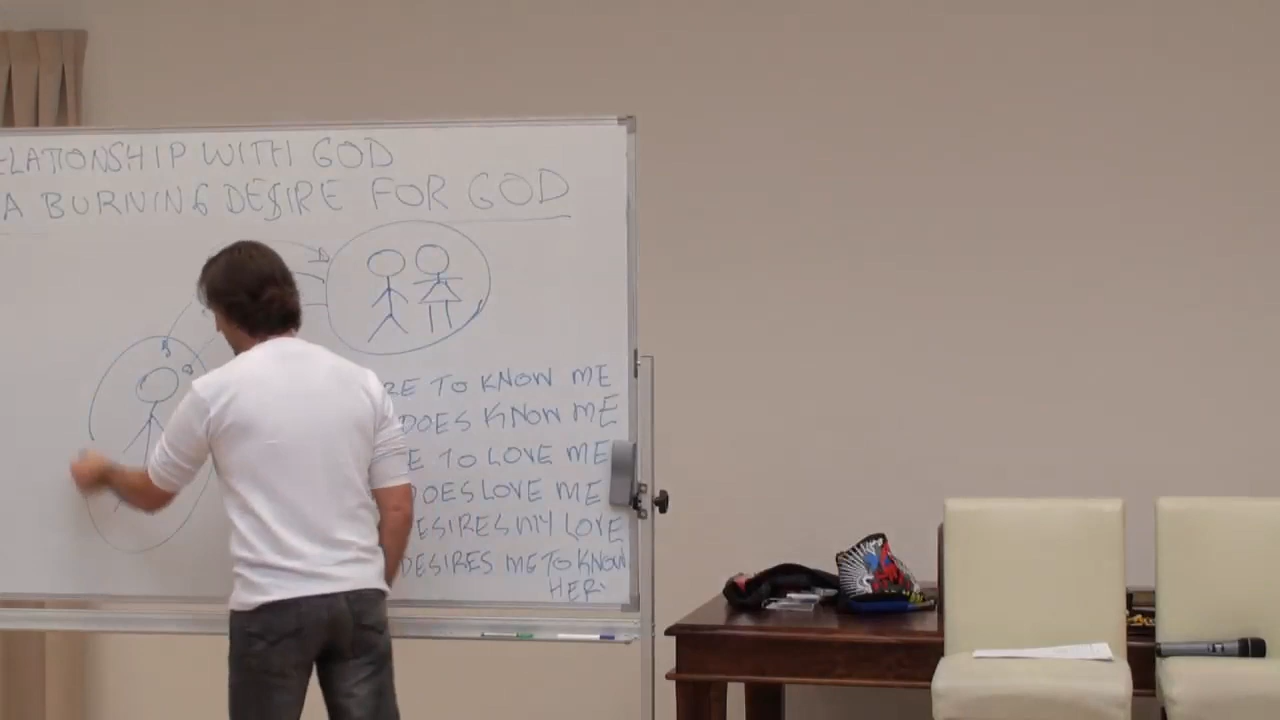 ELATIONSHIP WITH GOD
A BURNING DESIRE FOR GOD
RE TO KNOW ME
DOES KNOW ME
E TO LOVE ME
DOES LOVE ME
ESIRES MY LOVE
DESIRES ME TO KNOW
HER